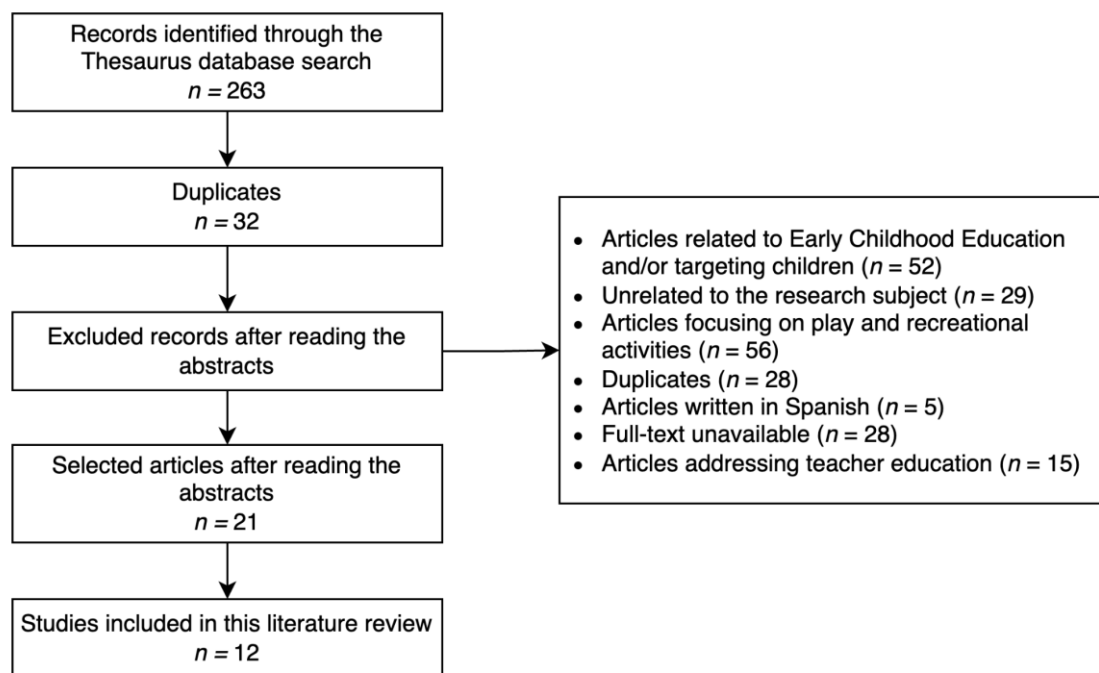 Records identified through the
Thesaurus database search
n = 263
Duplicates
n = 32
Excluded records after reading the
abstracts
• Articles related to Early Childhood Education
and/or targeting children (n = 52)
• Unrelated to the research subject (n = 29)
• Articles focusing on play and recreational
activities (n = 56)
• Duplicates (n = 28)
• Articles written in Spanish (n = 5)
• Full-text unavailable (n = 28)
• Articles addressing teacher education (n = 15)
Selected articles after reading the
abstracts
n = 21
Studies included in this literature review
n = 12